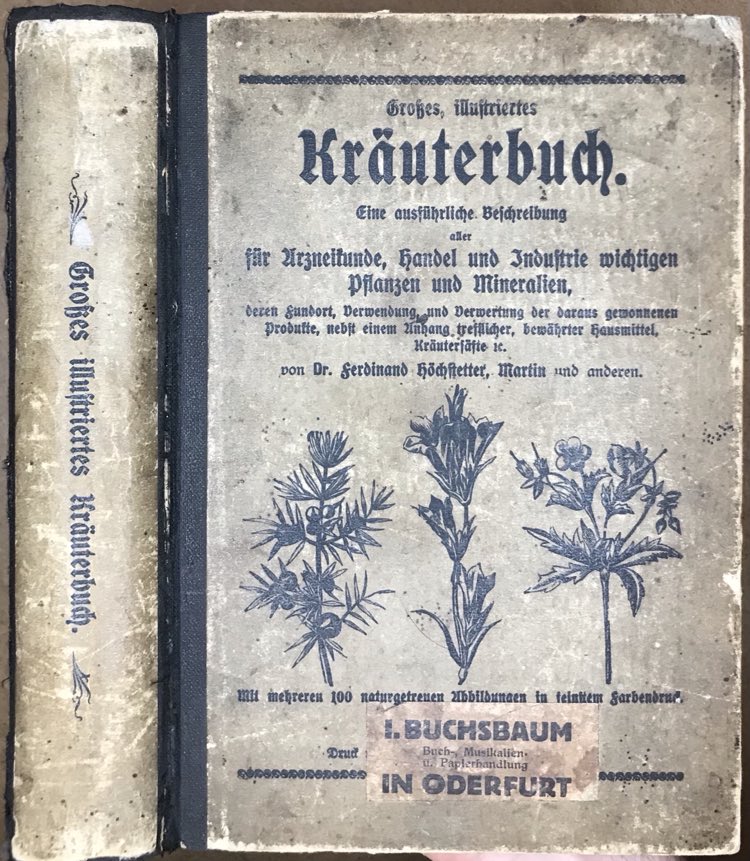 Großes illustriertes Kräuterbuch.
Großes, illustriertes
Kräuterbuch.
Eine ausführliche Beschreibung
aller
für Arzneikunde, Handel und Industrie wichtigen
Pflanzen und Mineralien,
deren Fundort, Verwendung und Verwertung der daraus gewonnenen
Produkte, nebst einem Anhang trefflicher, bewährter Hausmittel,
Kräutersäfte ꝛc.
von Dr. Ferdinand Höchstetter, Martin und anderen.
Mit mehreren 100 naturgetreuen Abbildungen in feinstem Farbendruck.
Druck
I. BUCHSBAUM
Buch-, Musikalien-
u. Papierhandlung
IN ODERFURT